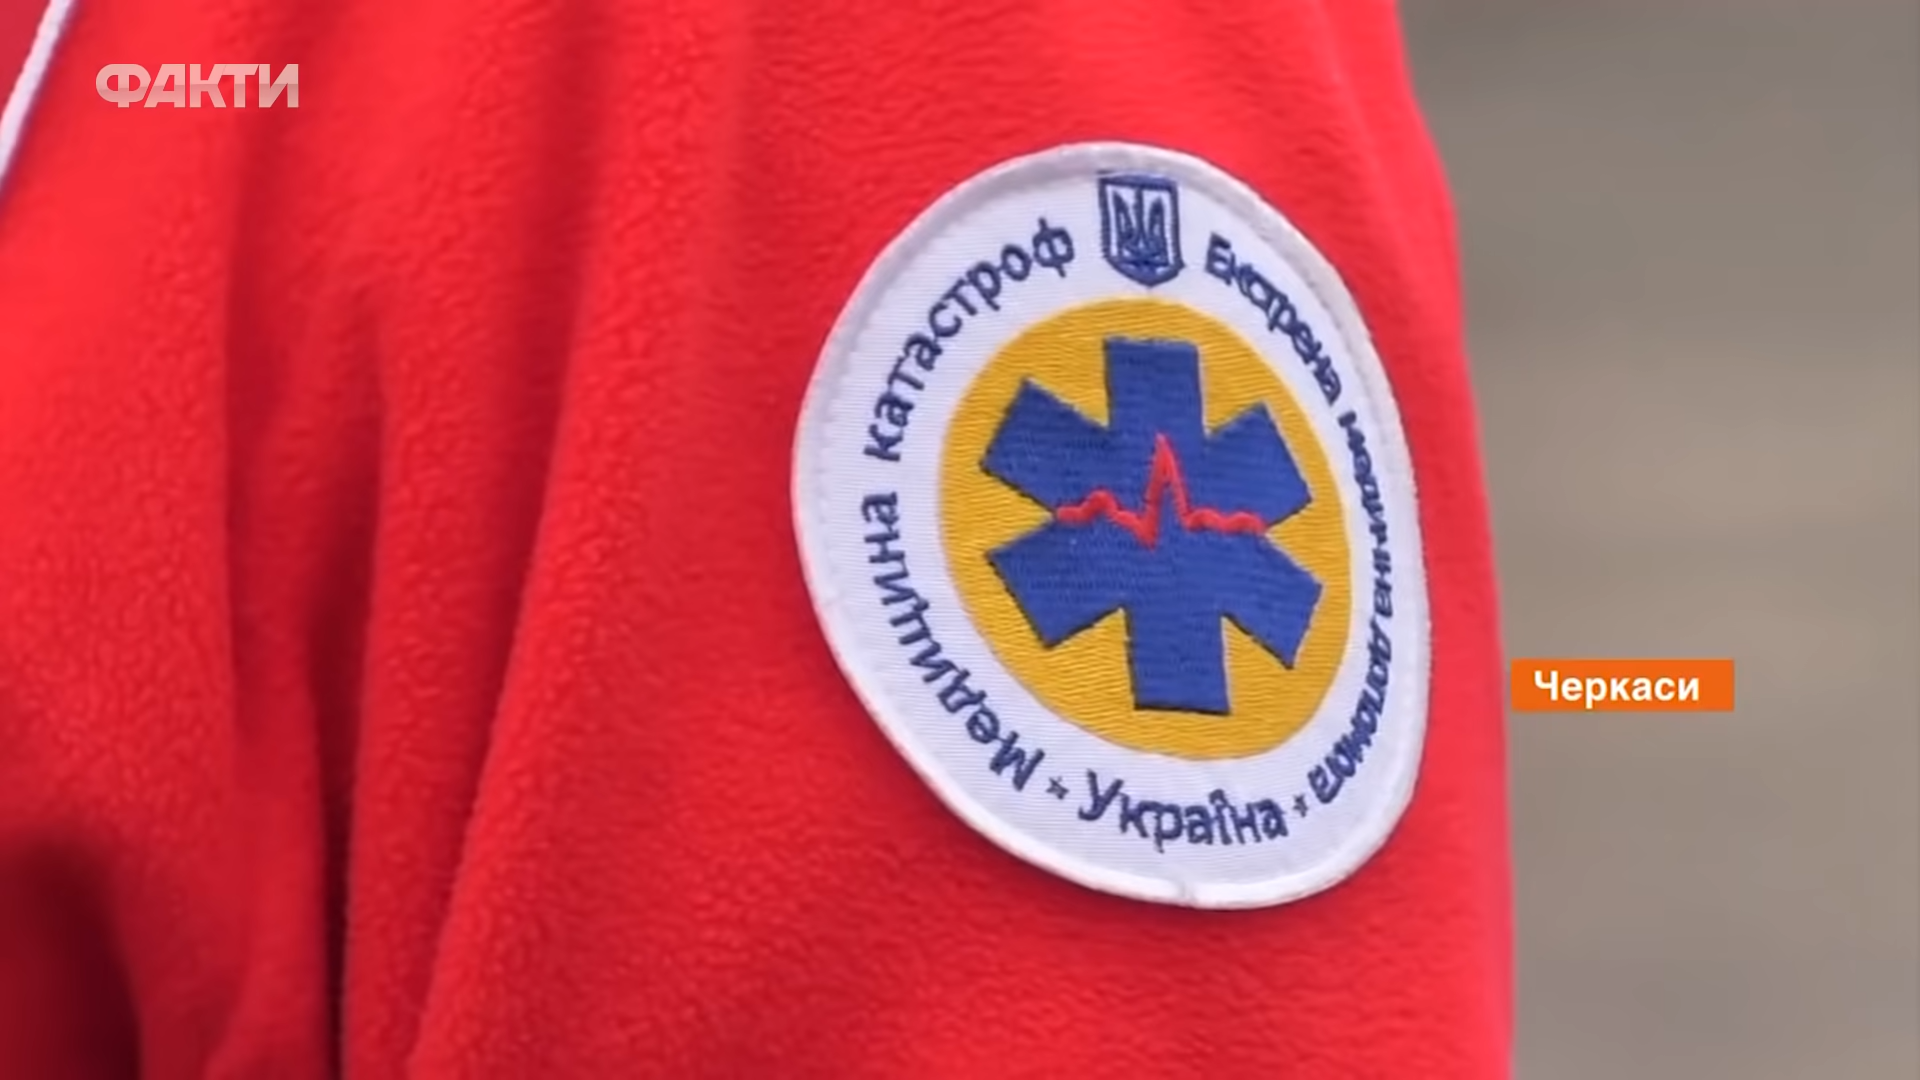 ФАКТИ
Медицина катастроф
Екстрена медична допомога
* Україна *
Черкаси